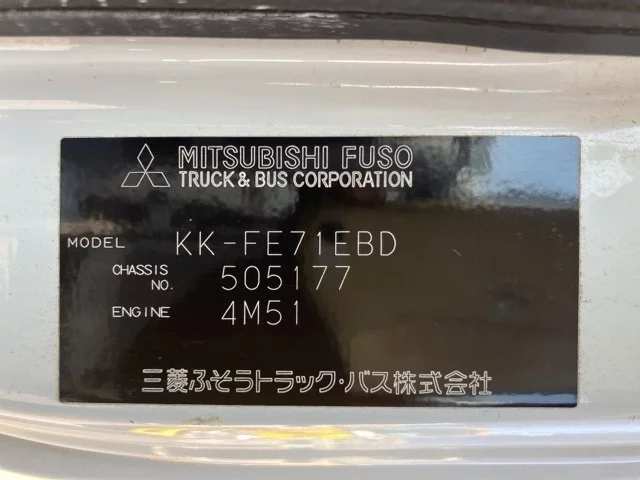 MITSUBISHI FUSO
TRUCK & BUS CORPORATION
MODEL KK-FE71EBD
CHASSIS NO. 505177
ENGINE 4M51
三菱ふそうトラック・バス株式会社